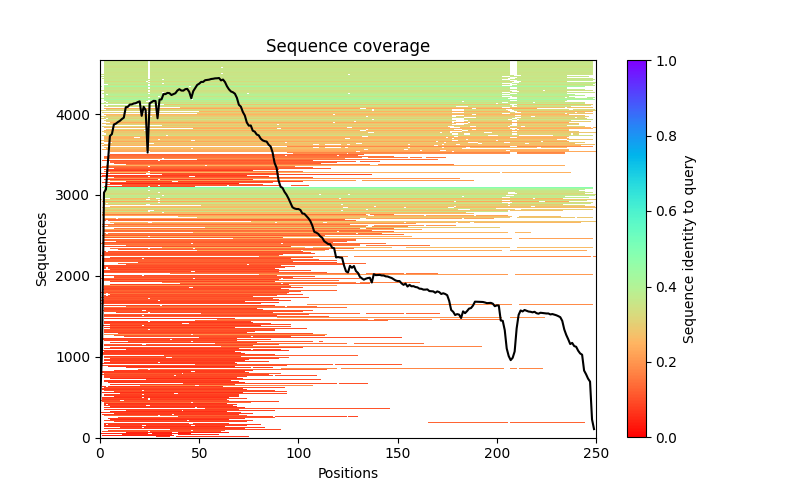 Sequence coverage
Sequences
4000
3000
2000
1000
0
0 50 100 150 200 250
Positions
1.0
0.8
0.6
0.4
0.2
0.0
Sequence identity to query